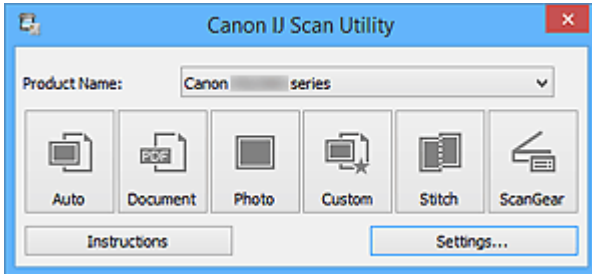 Canon IJ Scan Utility
Product Name: Canon series
PDF
Auto Document Photo Custom Stitch ScanGear
Instructions Settings...